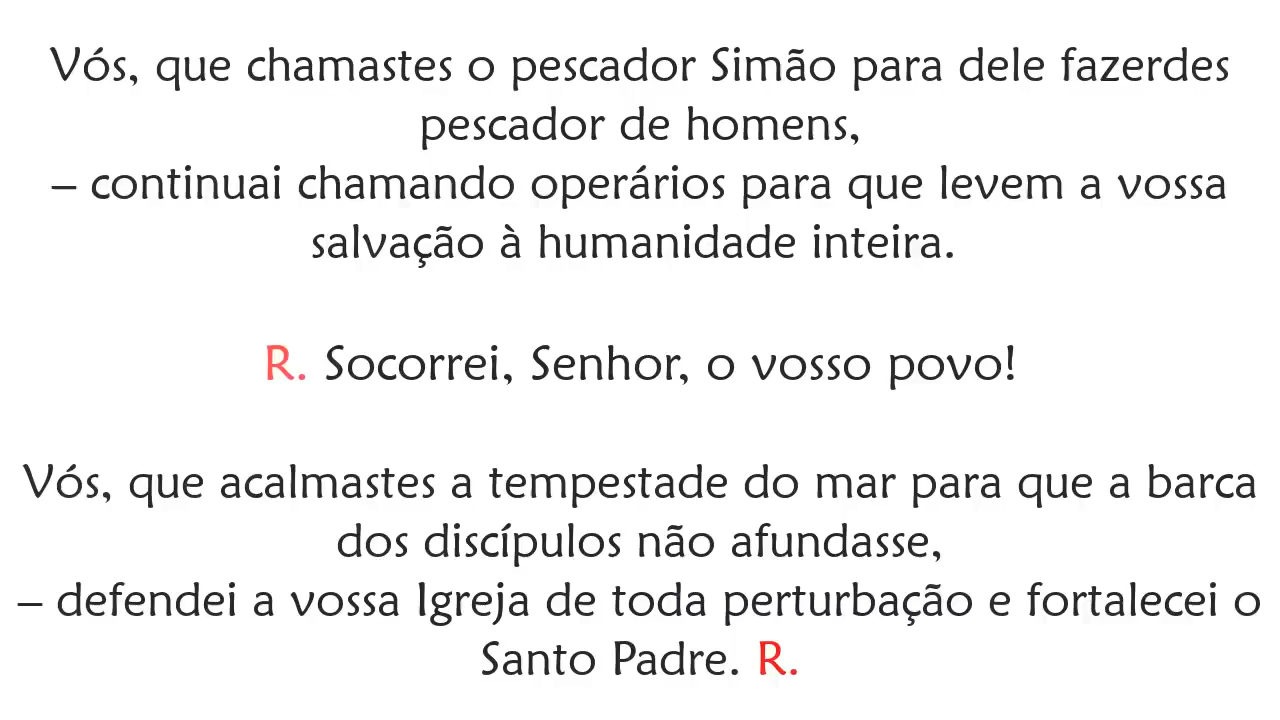 Vós, que chamastes o pescador Simão para dele fazerdes
pescador de homens,
– continuai chamando operários para que levem a vossa
salvação à humanidade inteira.
R. Socorrei, Senhor, o vosso povo!
Vós, que acalmastes a tempestade do mar para que a barca
dos discípulos não afundasse,
– defendei a vossa Igreja de toda perturbação e fortalecei o
Santo Padre. R.